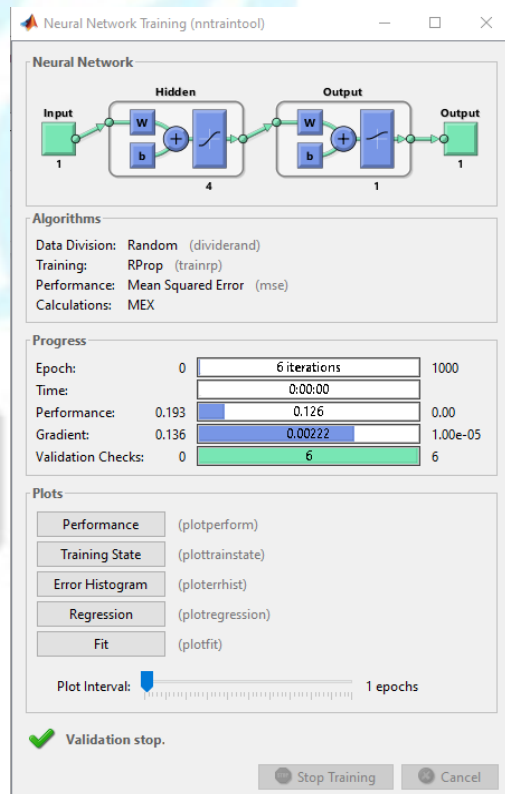 Neural Network Training (nntraintool)
Neural Network
Hidden
Output
Input
W
b
+
W
b
+
Output
1
4
1
1
Algorithms
Data Division: Random (dividerand)
Training: RProp (trainrp)
Performance: Mean Squared Error (mse)
Calculations: MEX
Progress
Epoch: 0 6 iterations 1000
Time: 0:00:00
Performance: 0.193 0.126 0.00
Gradient: 0.136 0.00222 1.00e-05
Validation Checks: 0 6 6
Plots
Performance (plotperform)
Training State (plottrainstate)
Error Histogram (ploterrhist)
Regression (plotregression)
Fit (plotfit)
Plot Interval: 1 epochs
Validation stop.
Stop Training Cancel